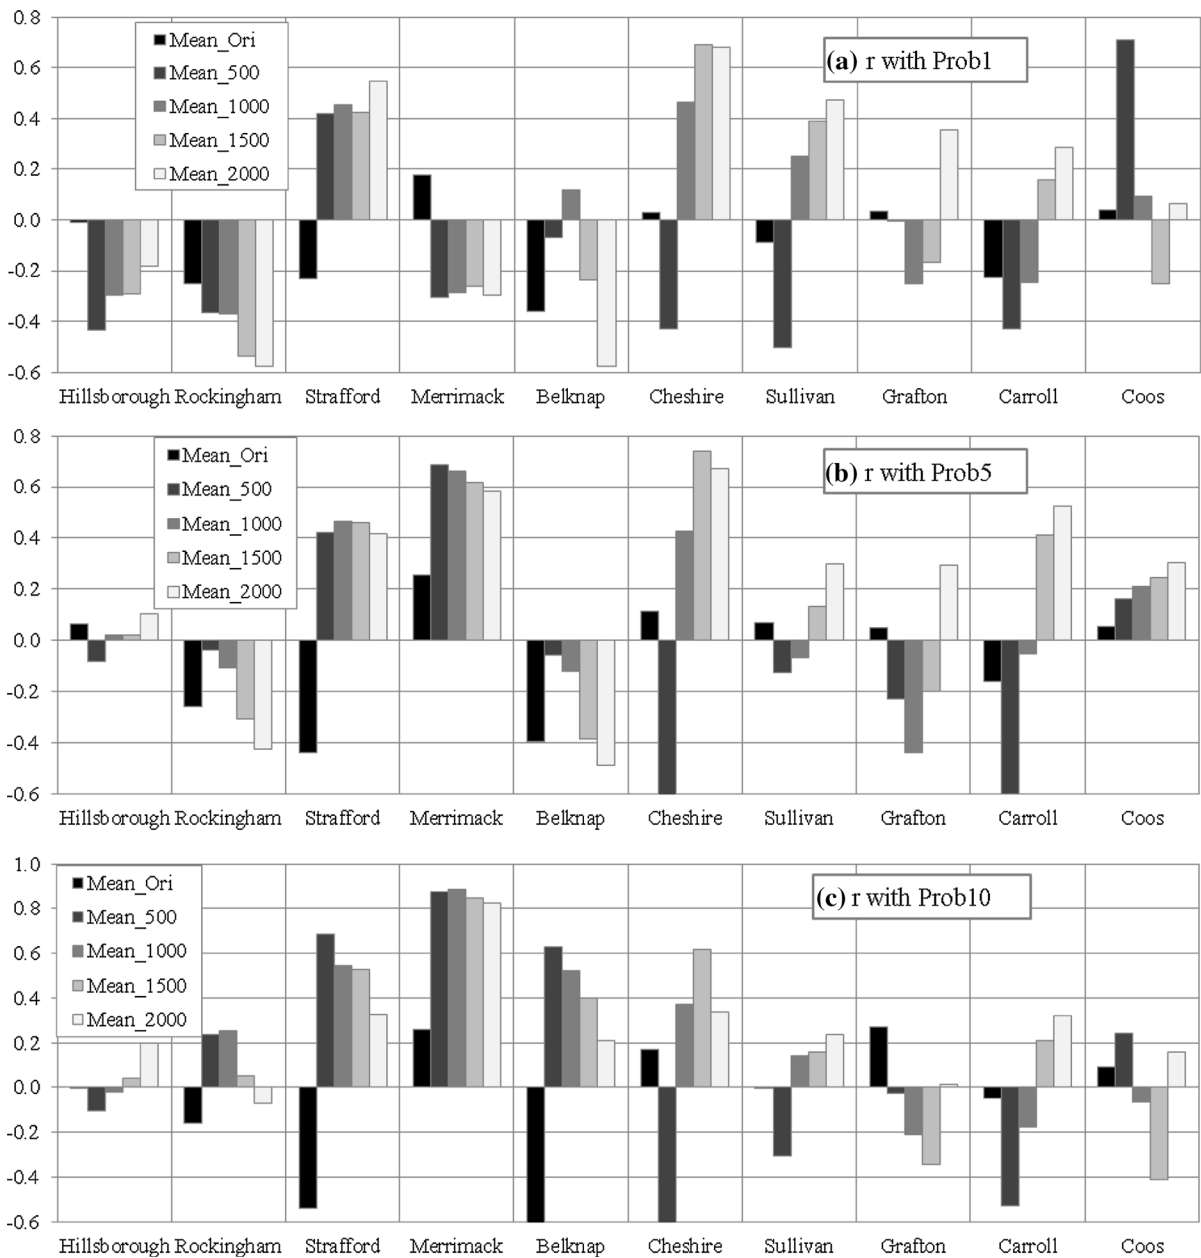 0.8
0.6
0.4
0.2
0.0
-0.2
-0.4
-0.6
Mean_Ori
Mean_500
Mean_1000
Mean_1500
Mean_2000
(a) r with Prob1
Hillsborough Rockingham Strafford Merrimack Belknap Cheshire Sullivan Grafton Carroll Coos
0.8
0.6
0.4
0.2
0.0
-0.2
-0.4
-0.6
Mean_Ori
Mean_500
Mean_1000
Mean_1500
Mean_2000
(b) r with Prob5
Hillsborough Rockingham Strafford Merrimack Belknap Cheshire Sullivan Grafton Carroll Coos
1.0
0.8
0.6
0.4
0.2
0.0
-0.2
-0.4
-0.6
Mean_Ori
Mean_500
Mean_1000
Mean_1500
Mean_2000
(c) r with Prob10
Hillsborough Rockingham Strafford Merrimack Belknap Cheshire Sullivan Grafton Carroll Coos